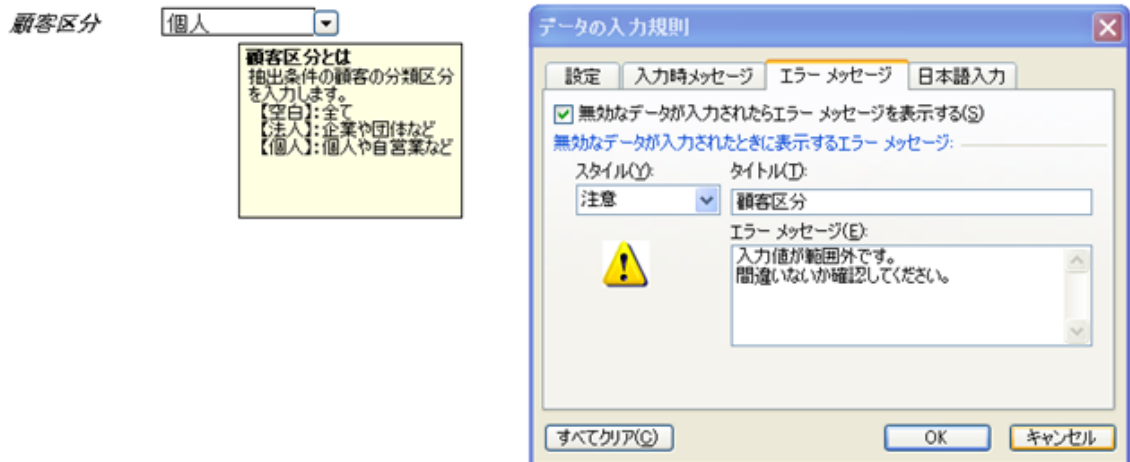 顧客区分
個人
顧客区分とは
抽出条件の顧客の分類区分
を入力します。
【空白】:全て
【法人】:企業や団体など
【個人】:個人や自営業など
データの入力規則
設定
入力時メッセージ
エラー メッセージ
日本語入力
無効なデータが入力されたらエラー メッセージを表示する(S)
無効なデータが入力されたときに表示するエラー メッセージ:
スタイル(Y):
タイトル(T):
注意
顧客区分
エラー メッセージ(E):
入力値が範囲外です。
間違いないか確認してください。
すべてクリア(C)
OK
キャンセル